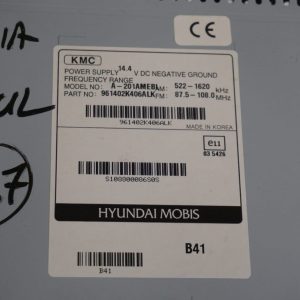 CE
KMC
POWER SUPPLY 14.4 V DC NEGATIVE GROUND
FREQUENCY RANGE
MODEL NO: A-201AMEBL AM: 522-1620 kHz
PART NO: 961402K406ALK FM: 87.5-108.0 MHz
961402K406ALK
MADE IN KOREA
e11
03 5426
HYUNDAI MOBIS
B41
B41